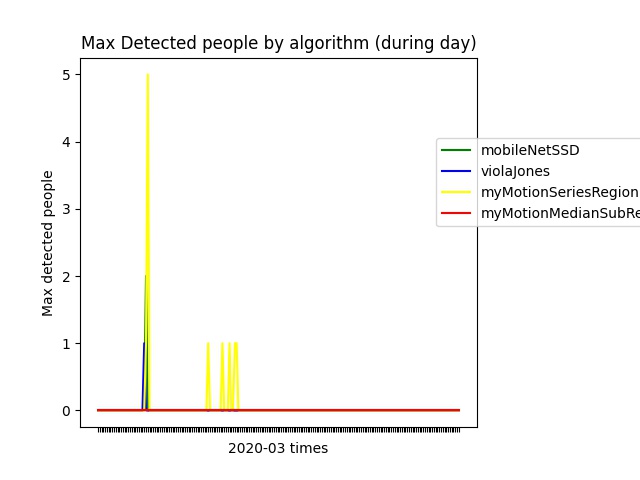 Max Detected people by algorithm (during day)
5
4
3
2
1
0
Max detected people
2020-03 times
mobileNetSSD
violaJones
myMotionSeriesRegion
myMotionMedianSubRe